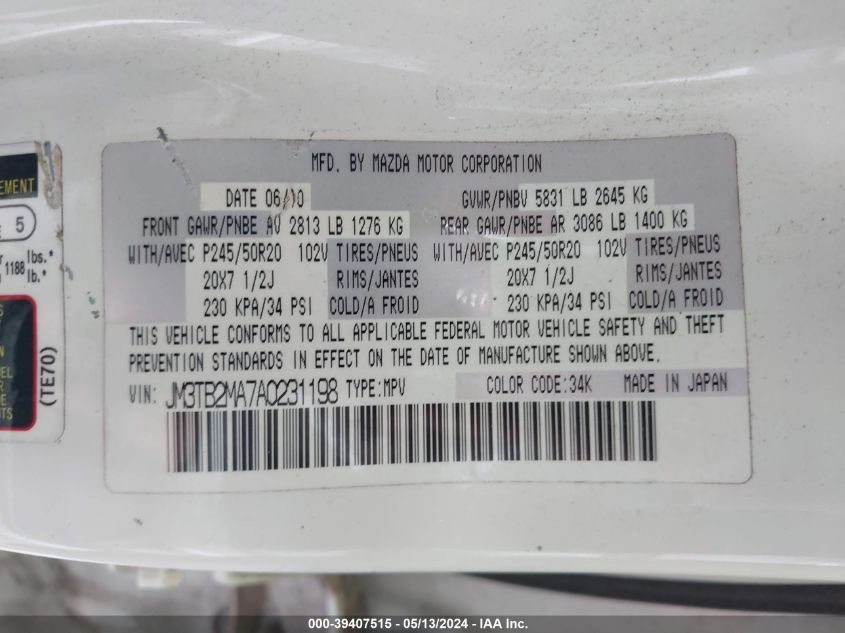 EMENT
5
lbs.*
1188 lb.*
(TE70)
MFD. BY MAZDA MOTOR CORPORATION
DATE 06/10 GVWR/PNBV 5831 LB 2645 KG
FRONT GAWR/PNBE AV 2813 LB 1276 KG REAR GAWR/PNBE AR 3086 LB 1400 KG
WITH/AVEC P245/50R20 102V TIRES/PNEUS WITH/AVEC P245/50R20 102V TIRES/PNEUS
20X7 1/2J RIMS/JANTES 20X7 1/2J RIMS/JANTES
230 KPA/34 PSI COLD/A FROID 230 KPA/34 PSI COLD/A FROID
THIS VEHICLE CONFORMS TO ALL APPLICABLE FEDERAL MOTOR VEHICLE SAFETY AND THEFT
PREVENTION STANDARDS IN EFFECT ON THE DATE OF MANUFACTURE SHOWN ABOVE.
VIN: JM3TB2MA7A0231198 TYPE:MPV COLOR CODE:34K MADE IN JAPAN
000-39407515 - 05/13/2024 - IAA Inc.